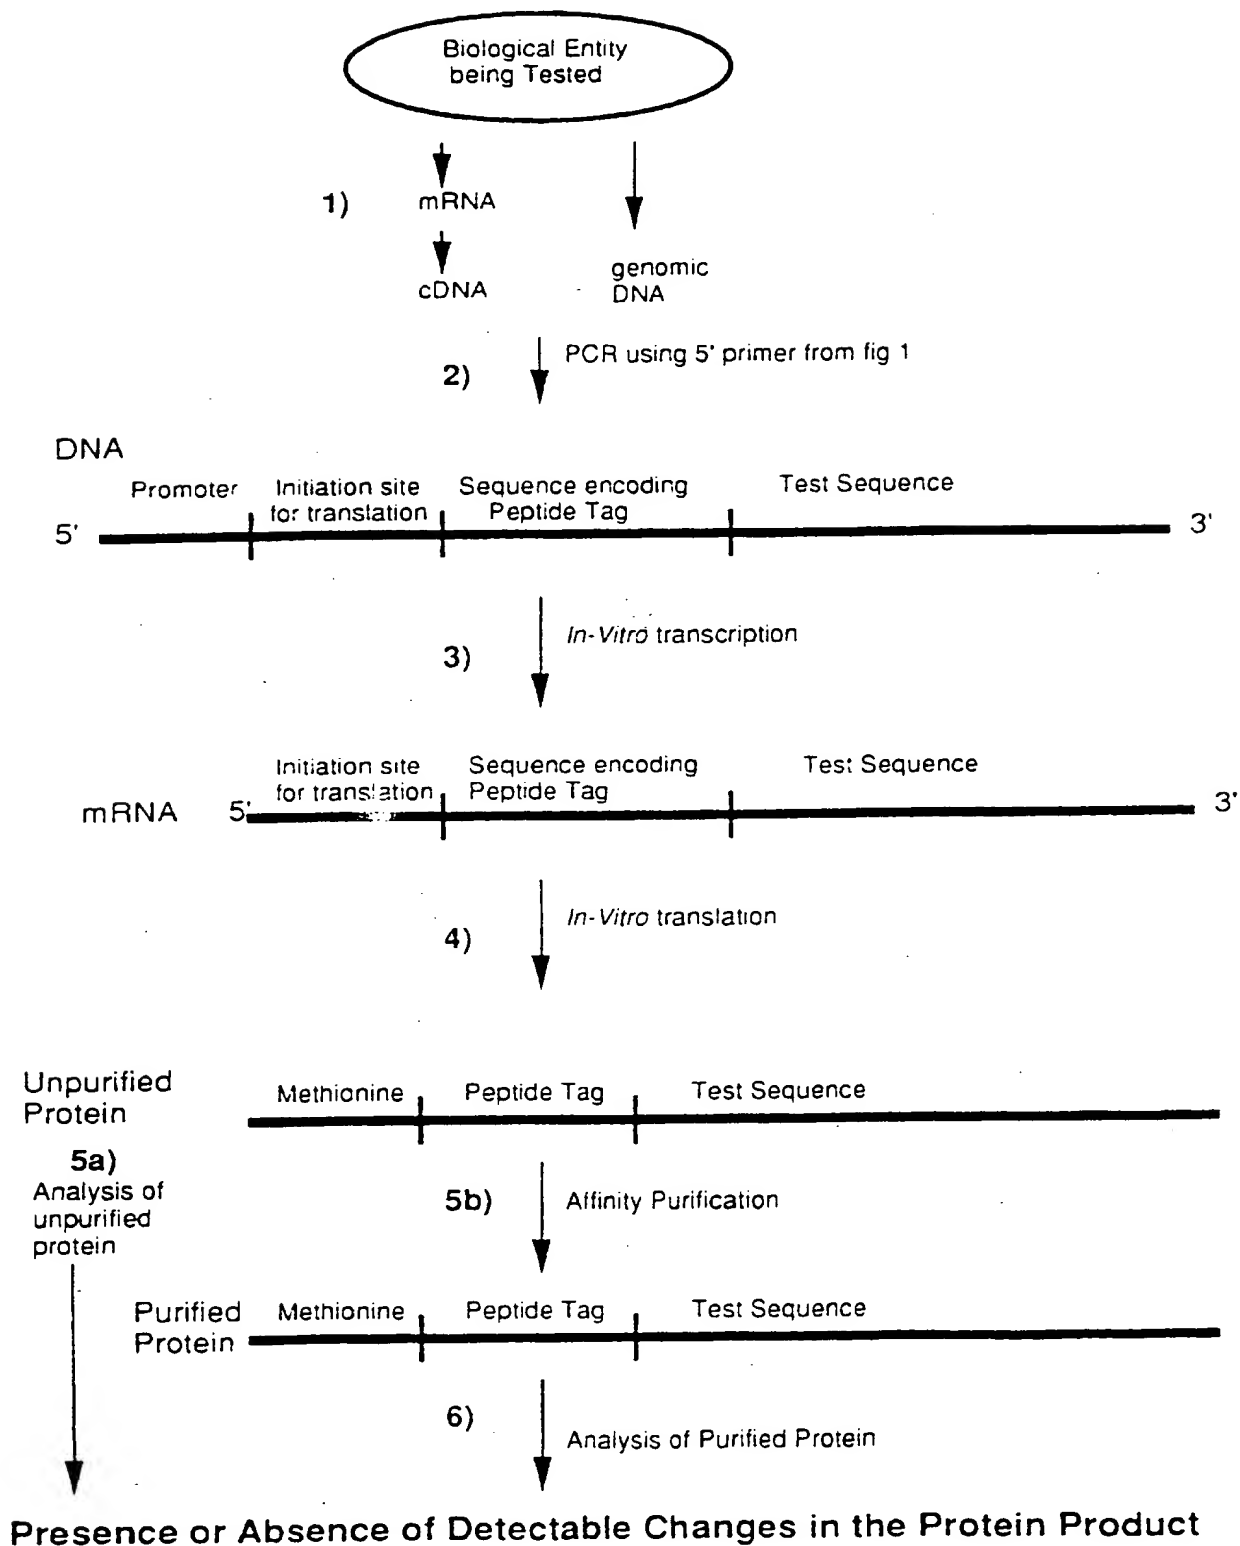 Biological Entity
being Tested
1)
mRNA
cDNA
genomic
DNA
2)
PCR using 5' primer from fig 1
DNA
Promoter
Initiation site
for translation
Sequence encoding
Peptide Tag
Test Sequence
5'
3'
3)
In-Vitro transcription
mRNA
5'
Initiation site
for translation
Sequence encoding
Peptide Tag
Test Sequence
3'
4)
In-Vitro translation
Unpurified
Protein
Methionine
Peptide Tag
Test Sequence
5a)
Analysis of
unpurified
protein
5b)
Affinity Purification
Purified
Protein
Methionine
Peptide Tag
Test Sequence
6)
Analysis of Purified Protein
Presence or Absence of Detectable Changes in the Protein Product